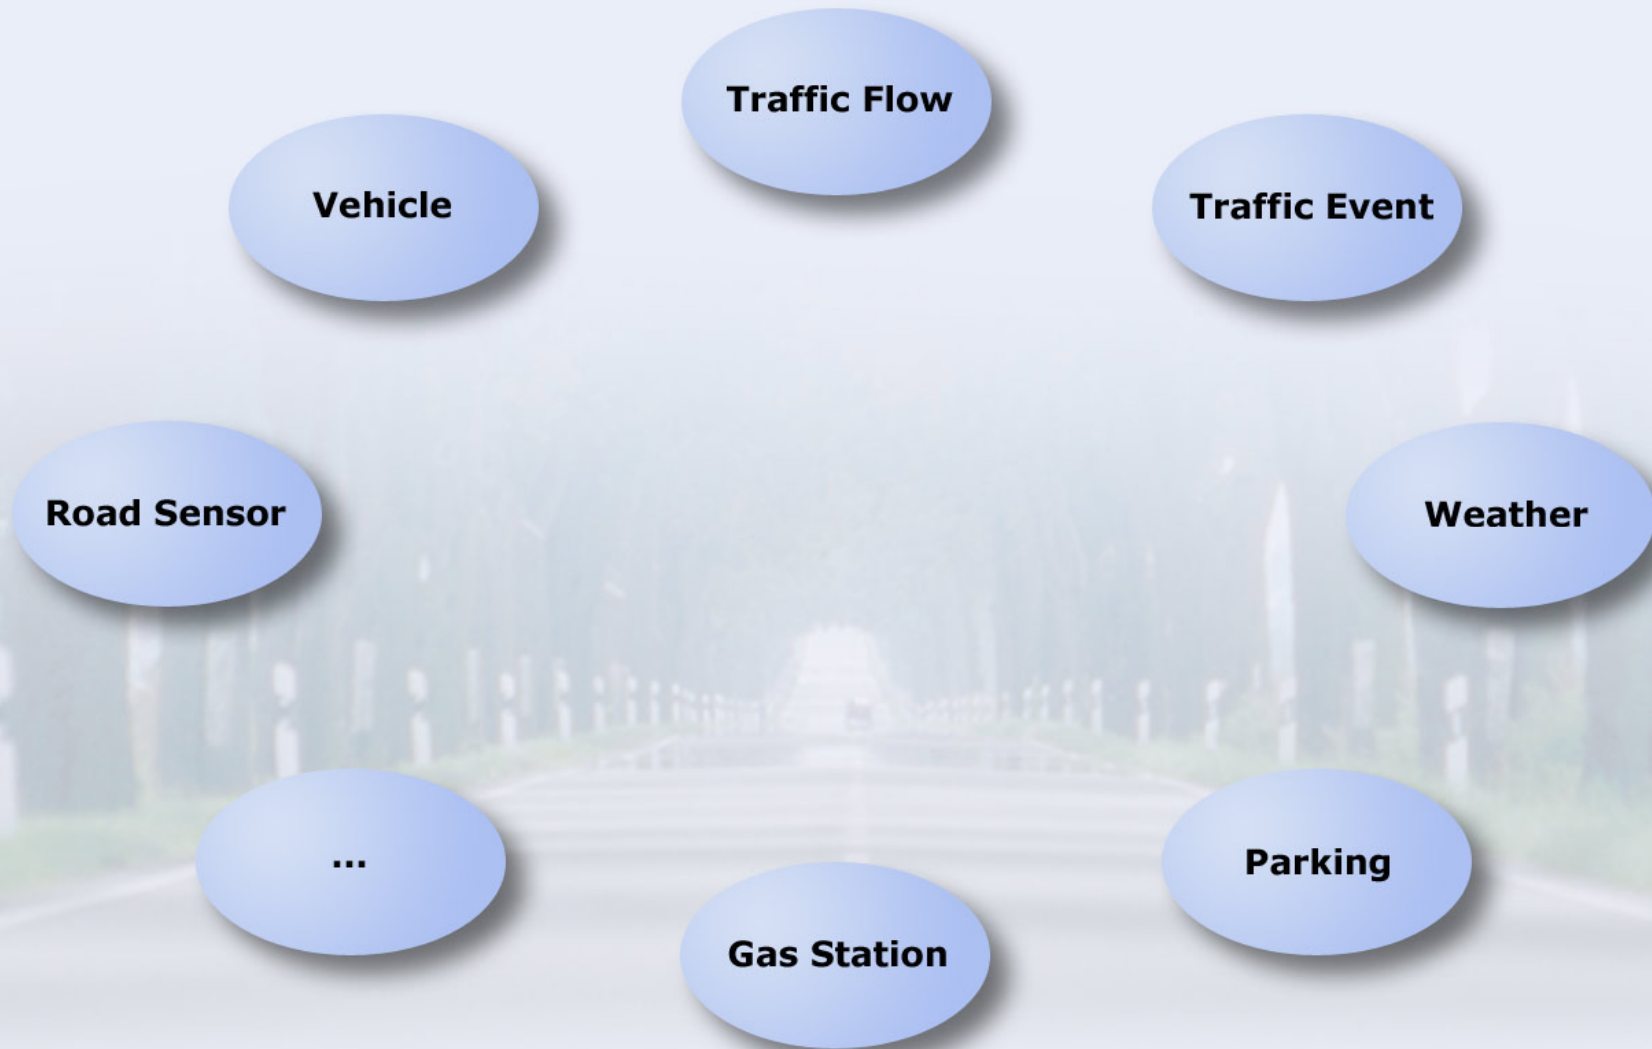 Traffic Flow
Vehicle
Traffic Event
Road Sensor
Weather
...
Parking
Gas Station